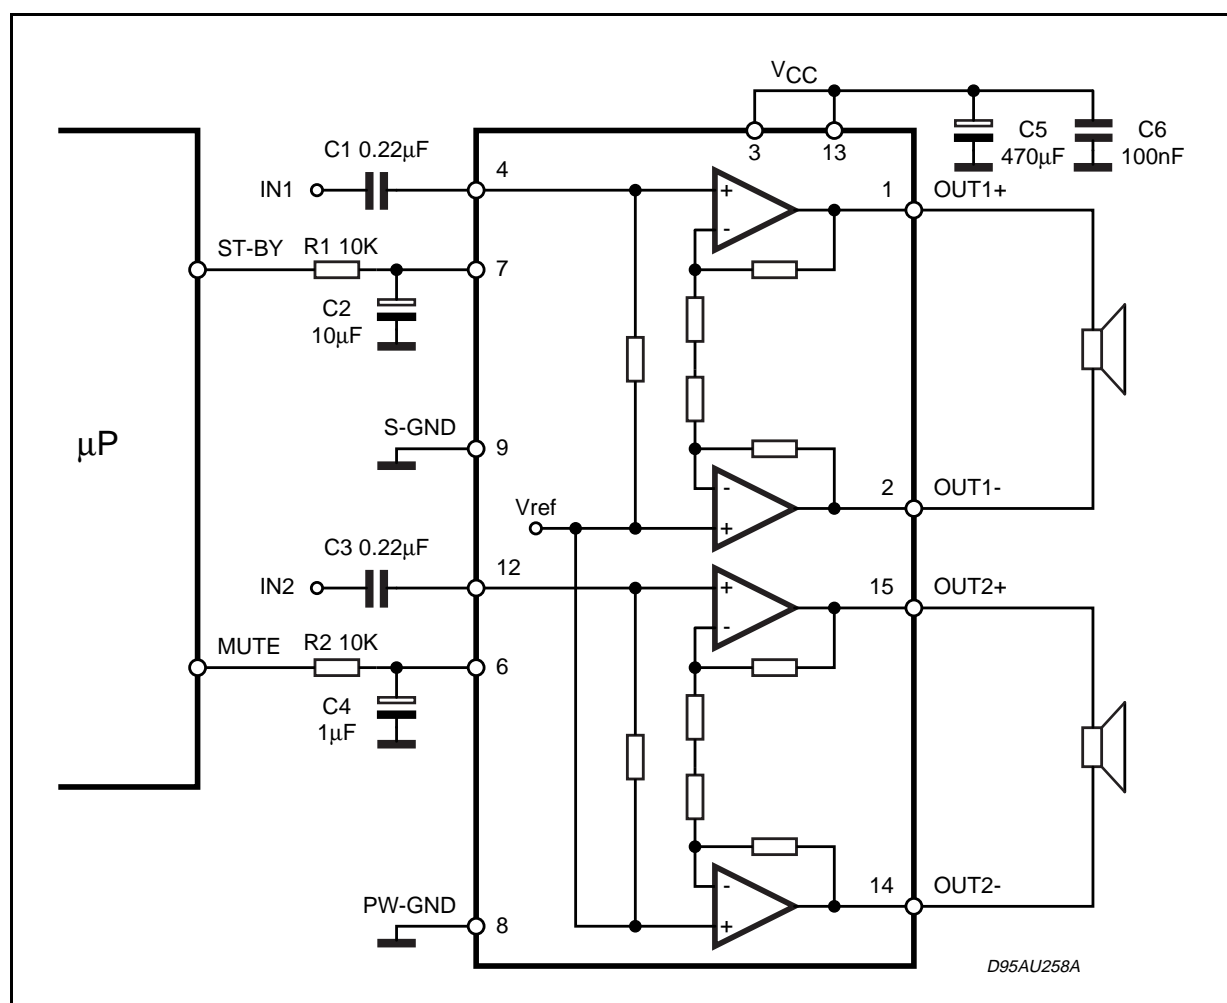 VCC
C1 0.22μF
3
13
C5
470μF
C6
100nF
IN1
4
+
-
1
OUT1+
ST-BY
R1 10K
7
C2
10μF
S-GND
9
μP
-
+
2
OUT1-
Vref
C3 0.22μF
IN2
12
+
-
15
OUT2+
MUTE
R2 10K
6
C4
1μF
-
+
14
OUT2-
PW-GND
8
D95AU258A